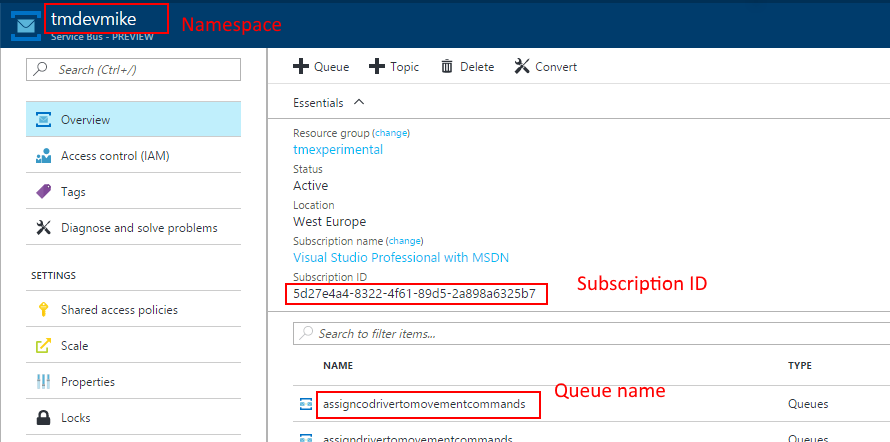 tmdevmike
Namespace
Service Bus - PREVIEW
Search (Ctrl+/)
Overview
Access control (IAM)
Tags
Diagnose and solve problems
SETTINGS
Shared access policies
Scale
Properties
Locks
Queue
Topic
Delete
Convert
Essentials
Resource group (change)
tmexperimental
Status
Active
Location
West Europe
Subscription name (change)
Visual Studio Professional with MSDN
Subscription ID
5d27e4a4-8322-4f61-89d5-2a898a6325b7
Subscription ID
Search to filter items...
NAME
TYPE
Queue name
assigncodrivertomovementcommands
Queues
assigndrivertomovementcommands
Queues